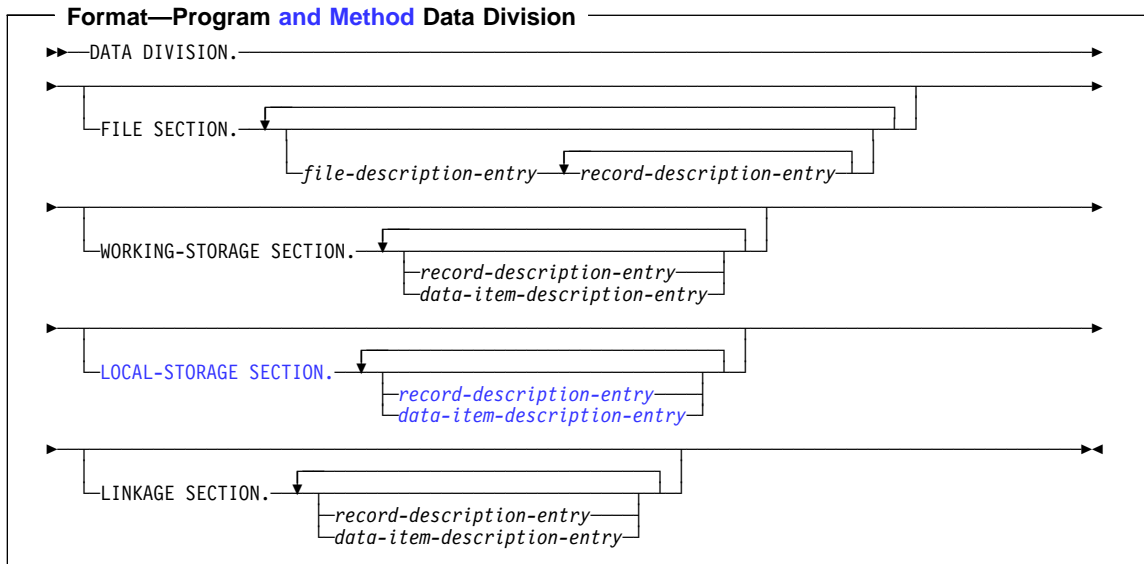 Format—Program and Method Data Division
DATA DIVISION.
FILE SECTION.
file-description-entry record-description-entry
WORKING-STORAGE SECTION.
record-description-entry
data-item-description-entry
LOCAL-STORAGE SECTION.
record-description-entry
data-item-description-entry
LINKAGE SECTION.
record-description-entry
data-item-description-entry